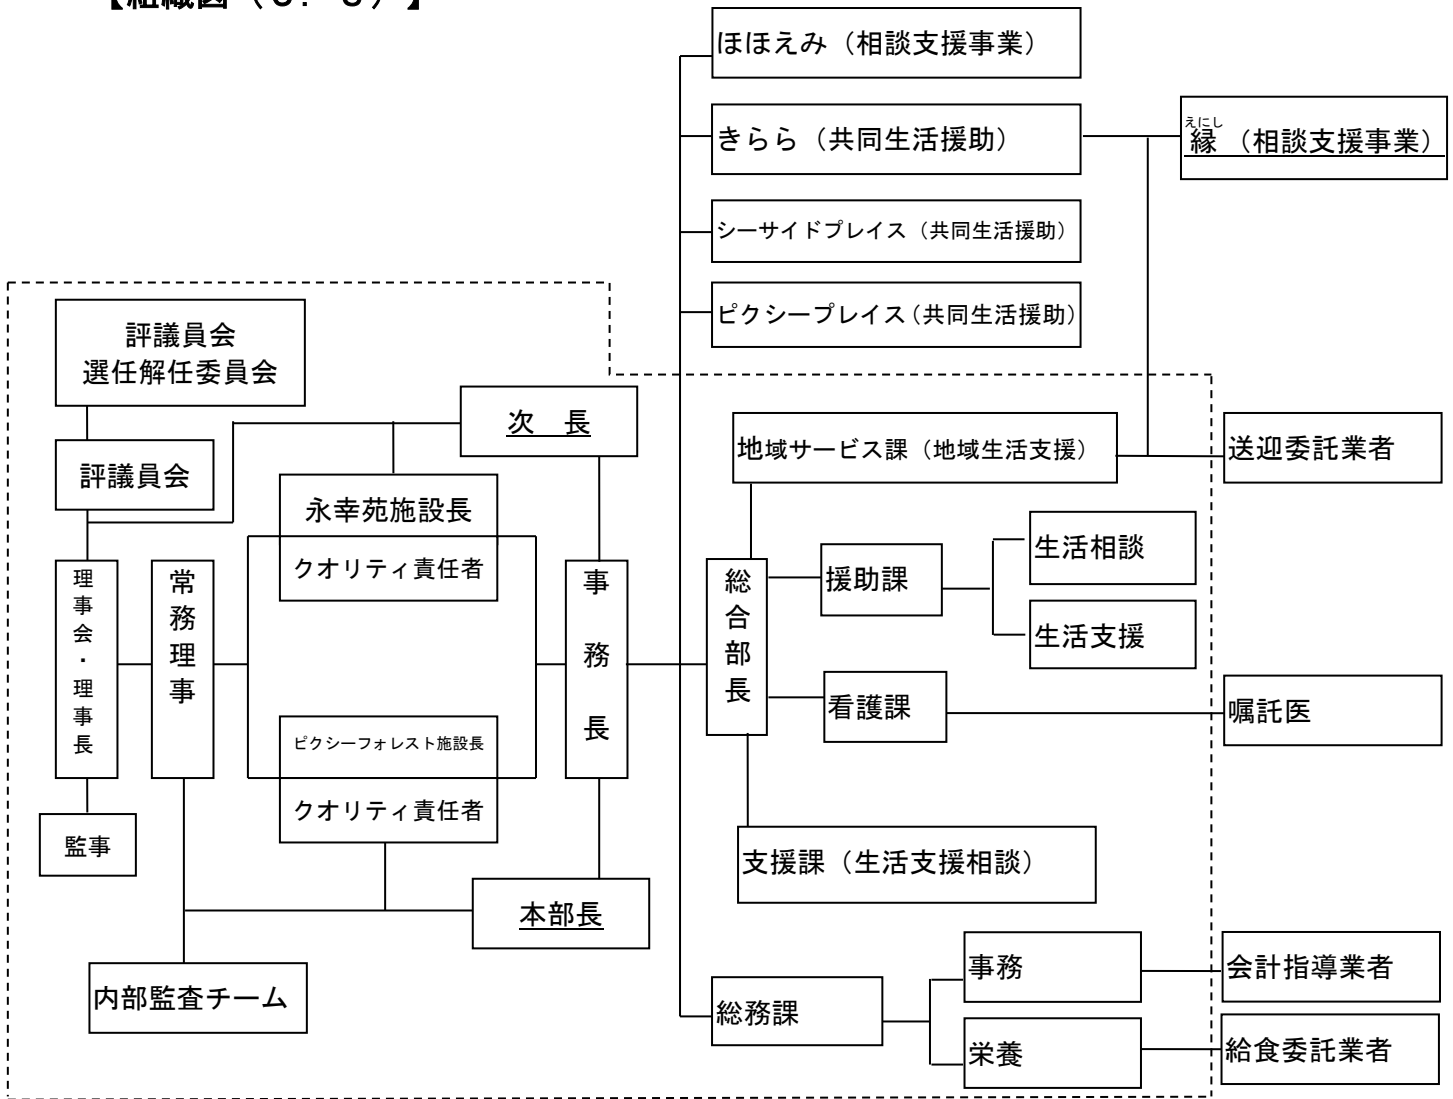 ほほえみ（相談支援事業）
きらら（共同生活援助）
えにし
縁（相談支援事業）
シーサイドプレイス（共同生活援助）
ピクシープレイス（共同生活援助）
評議員会
選任解任委員会
次　長
評議員会
地域サービス課（地域生活支援）
送迎委託業者
永幸苑施設長
クオリティ責任者
理事会・理事長
常務理事
事務長
総合部長
援助課
生活相談
生活支援
看護課
嘱託医
ピクシーフォレスト施設長
クオリティ責任者
監事
支援課（生活支援相談）
本部長
内部監査チーム
総務課
事務
会計指導業者
栄養
給食委託業者